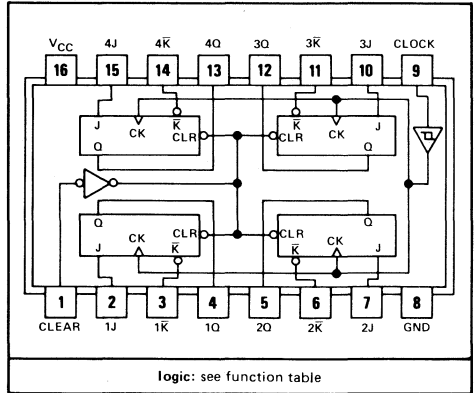 V_CC 4J 4K̅ 4Q 3Q 3K̅ 3J CLOCK
16 15 14 13 12 11 10 9
J CK K̅ CLR CLR K̅ CK J
Q Q
Q Q
J CK K̅ CLR CLR K̅ CK J
1 2 3 4 5 6 7 8
CLEAR 1J 1K̅ 1Q 2Q 2K̅ 2J GND
logic: see function table